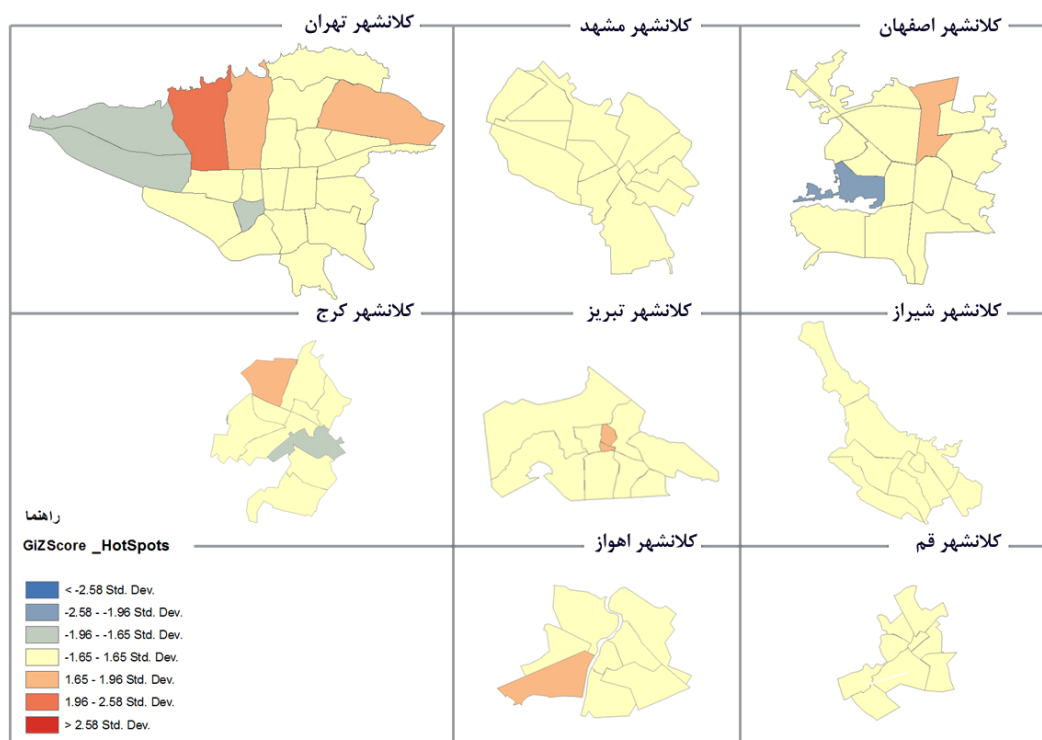 کلانشهر اصفهان
کلانشهر مشهد
کلانشهر تهران
کلانشهر شیراز
کلانشهر تبریز
کلانشهر کرج
کلانشهر قم
کلانشهر اهواز
راهنما
GiZScore _HotSpots
< -2.58 Std. Dev.
-2.58 - -1.96 Std. Dev.
-1.96 - -1.65 Std. Dev.
-1.65 - 1.65 Std. Dev.
1.65 - 1.96 Std. Dev.
1.96 - 2.58 Std. Dev.
> 2.58 Std. Dev.